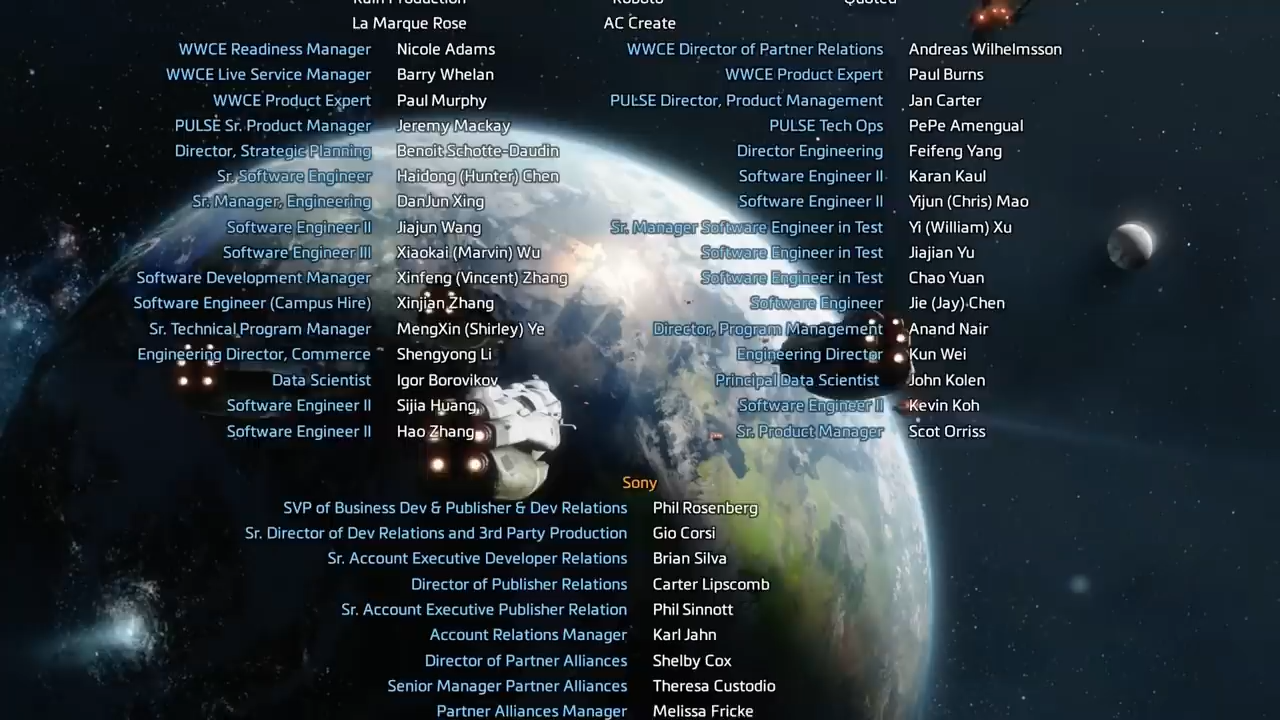 Rain Production Roboto Quoted
La Marque Rose AC Create
WWCE Readiness Manager Nicole Adams WWCE Director of Partner Relations Andreas Wilhelmsson
WWCE Live Service Manager Barry Whelan WWCE Product Expert Paul Burns
WWCE Product Expert Paul Murphy PULSE Director, Product Management Jan Carter
PULSE Sr. Product Manager Jeremy Mackay PULSE Tech Ops PePe Amengual
Director, Strategic Planning Benoit Schotte-Daudin Director Engineering Feifeng Yang
Sr. Software Engineer Haidong (Hunter) Chen Software Engineer II Karan Kaul
Sr. Manager, Engineering DanJun Xing Software Engineer II Yijun (Chris) Mao
Software Engineer II Jiajun Wang Sr. Manager Software Engineer in Test Yi (William) Xu
Software Engineer III Xiaokai (Marvin) Wu Software Engineer in Test Jiajian Yu
Software Development Manager Xinfeng (Vincent) Zhang Software Engineer in Test Chao Yuan
Software Engineer (Campus Hire) Xinjian Zhang Software Engineer Jie (Jay) Chen
Sr. Technical Program Manager MengXin (Shirley) Ye Director, Program Management Anand Nair
Engineering Director, Commerce Shengyong Li Engineering Director Kun Wei
Data Scientist Igor Borovikov Principal Data Scientist John Kolen
Software Engineer II Sijia Huang Software Engineer II Kevin Koh
Software Engineer II Hao Zhang Sr. Product Manager Scot Orriss
Sony
SVP of Business Dev & Publisher & Dev Relations Phil Rosenberg
Sr. Director of Dev Relations and 3rd Party Production Gio Corsi
Sr. Account Executive Developer Relations Brian Silva
Director of Publisher Relations Carter Lipscomb
Sr. Account Executive Publisher Relation Phil Sinnott
Account Relations Manager Karl Jahn
Director of Partner Alliances Shelby Cox
Senior Manager Partner Alliances Theresa Custodio
Partner Alliances Manager Melissa Fricke